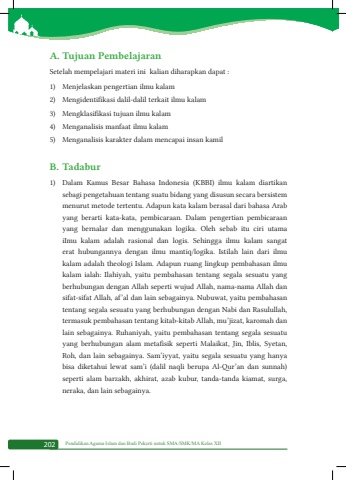 A. Tujuan Pembelajaran
Setelah mempelajari materi ini kalian diharapkan dapat :
1) Menjelaskan pengertian ilmu kalam
2) Mengidentifikasi dalil-dalil terkait ilmu kalam
3) Mengklasifikasi tujuan ilmu kalam
4) Menganalisis manfaat ilmu kalam
5) Menganalisis karakter dalam mencapai insan kamil
B. Tadabur
1) Dalam Kamus Besar Bahasa Indonesia (KBBI) ilmu kalam diartikan
sebagi pengetahuan tentang suatu bidang yang disusun secara bersistem
menurut metode tertentu. Adapun kata kalam berasal dari bahasa Arab
yang berarti kata-kata, pembicaraan. Dalam pengertian pembicaraan
yang bernalar dan menggunakan logika. Oleh sebab itu ciri utama
ilmu kalam adalah rasional dan logis. Sehingga ilmu kalam sangat
erat hubungannya dengan ilmu mantiq/logika. Istilah lain dari ilmu
kalam adalah theologi Islam. Adapun ruang lingkup pembahasan ilmu
kalam ialah: Ilahiyah, yaitu pembahasan tentang segala sesuatu yang
berhubungan dengan Allah seperti wujud Allah, nama-nama Allah dan
sifat-sifat Allah, af'al dan lain sebagainya. Nubuwat, yaitu pembahasan
tentang segala sesuatu yang berhubungan dengan Nabi dan Rasulullah,
termasuk pembahasan tentang kitab-kitab Allah, mu'jizat, karomah dan
lain sebagainya. Ruhaniyah, yaitu pembahasan tentang segala sesuatu
yang berhubungan alam metafisik seperti Malaikat, Jin, Iblis, Syetan,
Roh, dan lain sebagainya. Sam'iyyat, yaitu segala sesuatu yang hanya
bisa diketahui lewat sam'i (dalil naqli berupa Al-Qur'an dan sunnah)
seperti alam barzakh, akhirat, azab kubur, tanda-tanda kiamat, surga,
neraka, dan lain sebagainya.
202 Pendidikan Agama Islam dan Budi Pekerti untuk SMA/SMK/MA Kelas XII